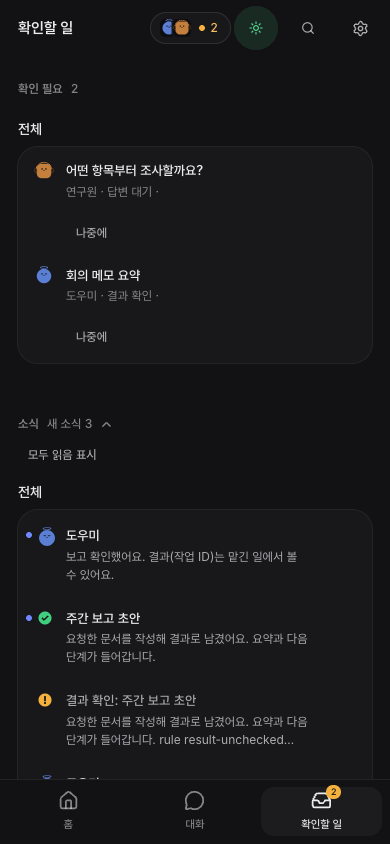 확인할 일
2
확인 필요 2
전체
어떤 항목부터 조사할까요?
연구원 · 답변 대기 ·
나중에
회의 메모 요약
도우미 · 결과 확인 ·
나중에
소식 새 소식 3
모두 읽음 표시
전체
도우미
보고 확인했어요. 결과(작업 ID)는 맡긴 일에서 볼
수 있어요.
주간 보고 초안
요청한 문서를 작성해 결과로 남겼어요. 요약과 다음
단계가 들어갑니다.
결과 확인: 주간 보고 초안
요청한 문서를 작성해 결과로 남겼어요. 요약과 다음
단계가 들어갑니다. rule result-unchecked...
2
홈
대화
확인할 일